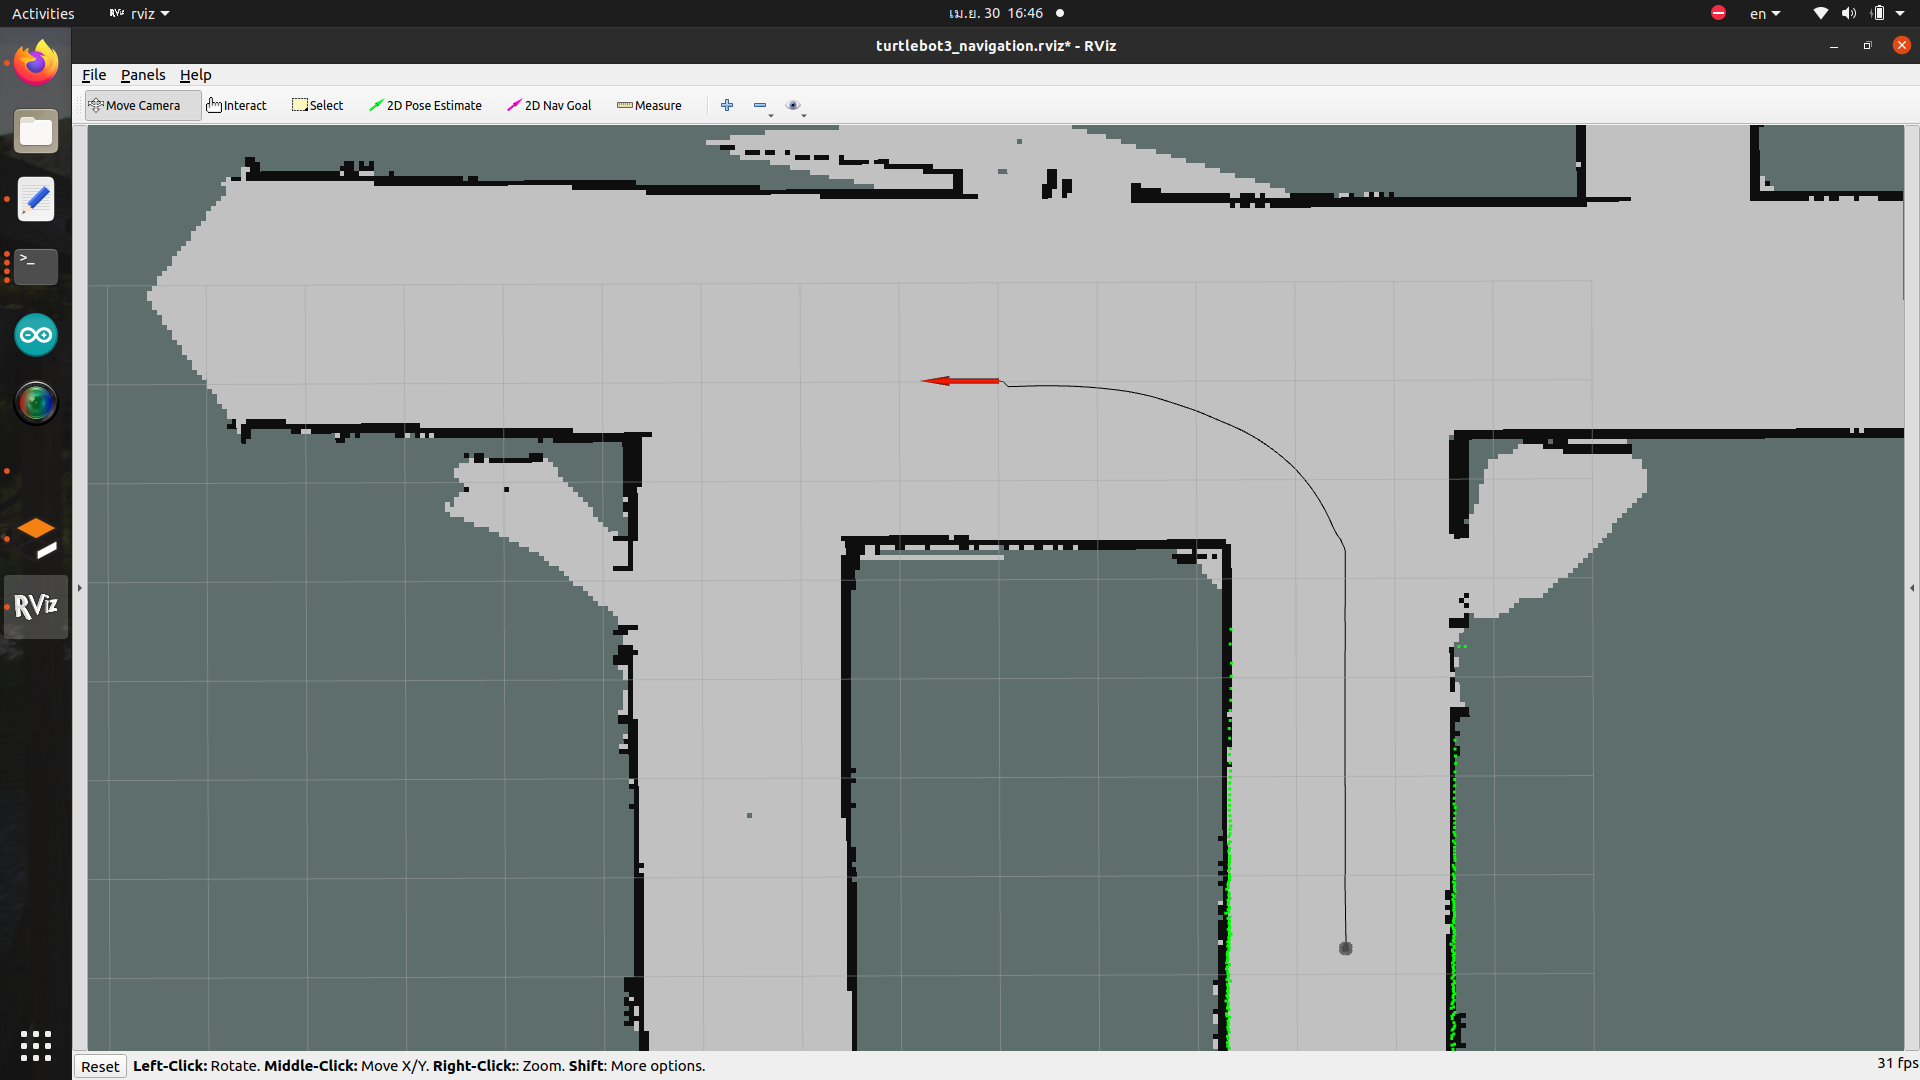 Activities
RViz rviz
เม.ย. 30 16:46
en
turtlebot3_navigation.rviz* - RViz
File Panels Help
Move Camera Interact Select 2D Pose Estimate 2D Nav Goal Measure
>_
RViz
Reset Left-Click: Rotate. Middle-Click: Move X/Y. Right-Click:: Zoom. Shift: More options.
31 fps